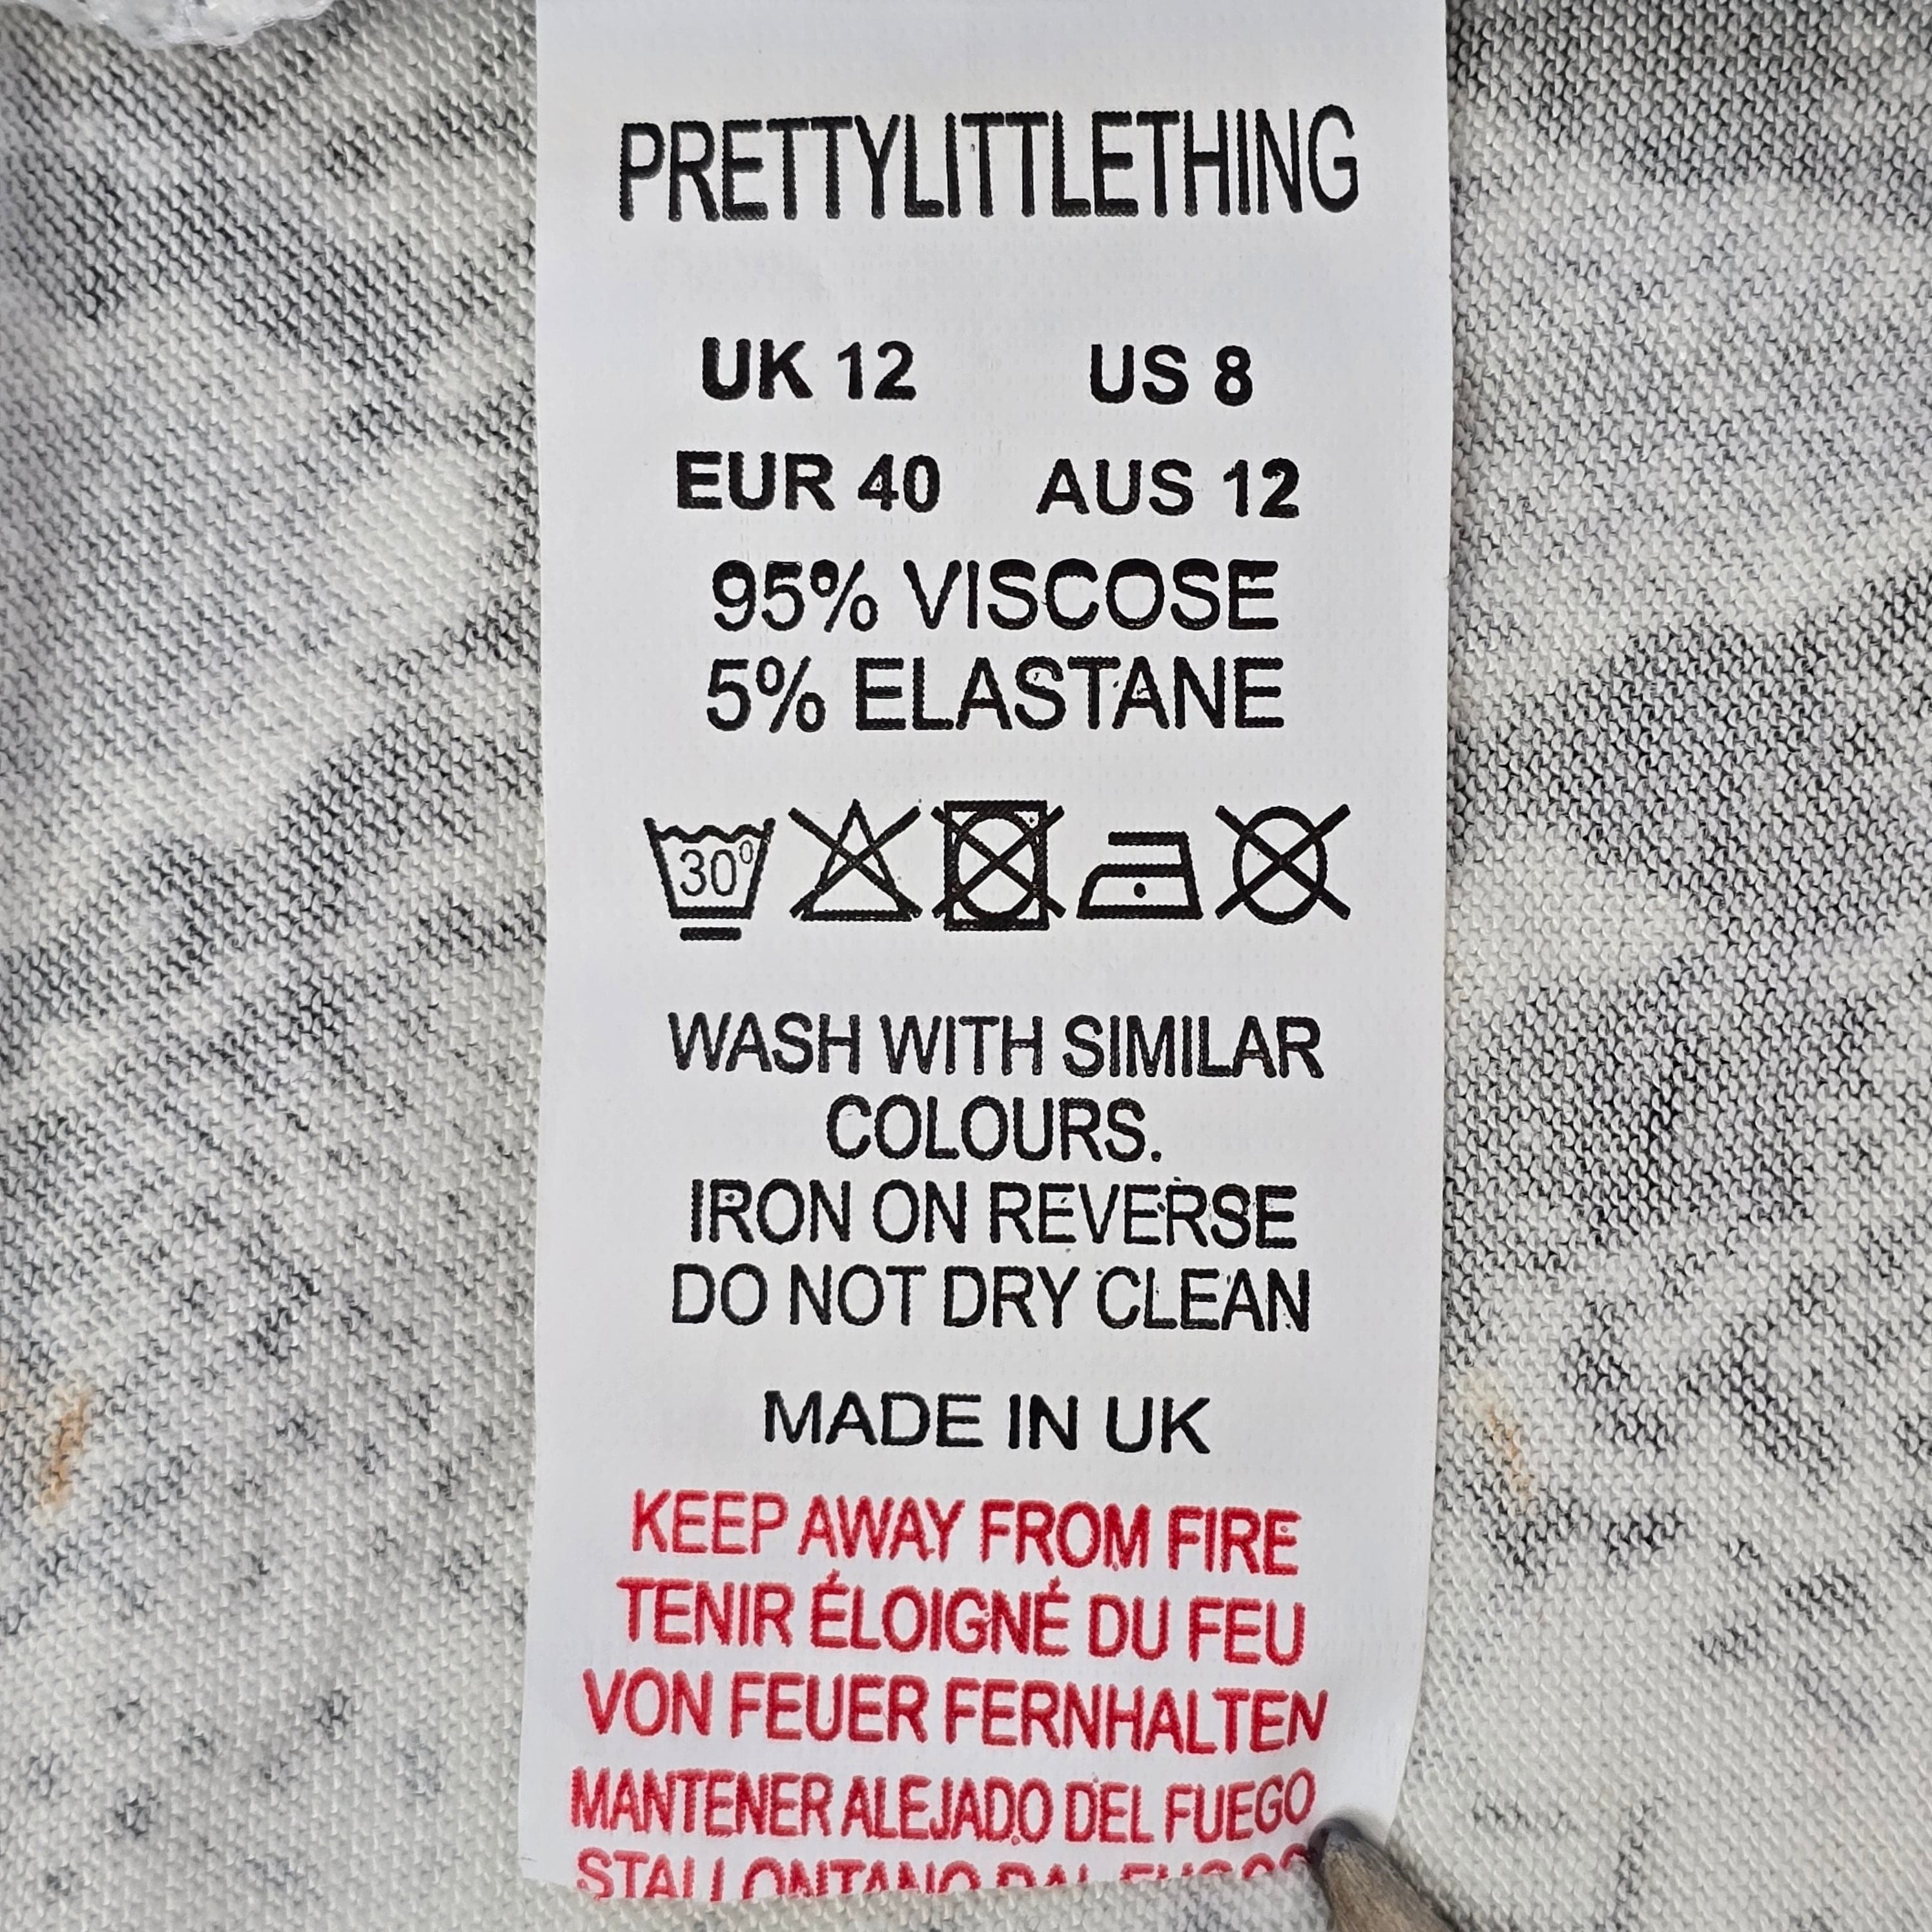 PRETTYLITTLETHING
UK 12 US 8
EUR 40 AUS 12
95% VISCOSE
5% ELASTANE
30°
WASH WITH SIMILAR
COLOURS.
IRON ON REVERSE
DO NOT DRY CLEAN
MADE IN UK
KEEP AWAY FROM FIRE
TENIR ÉLOIGNÉ DU FEU
VON FEUER FERNHALTEN
MANTENER ALEJADO DEL FUEGO
STALLONTANO DAL